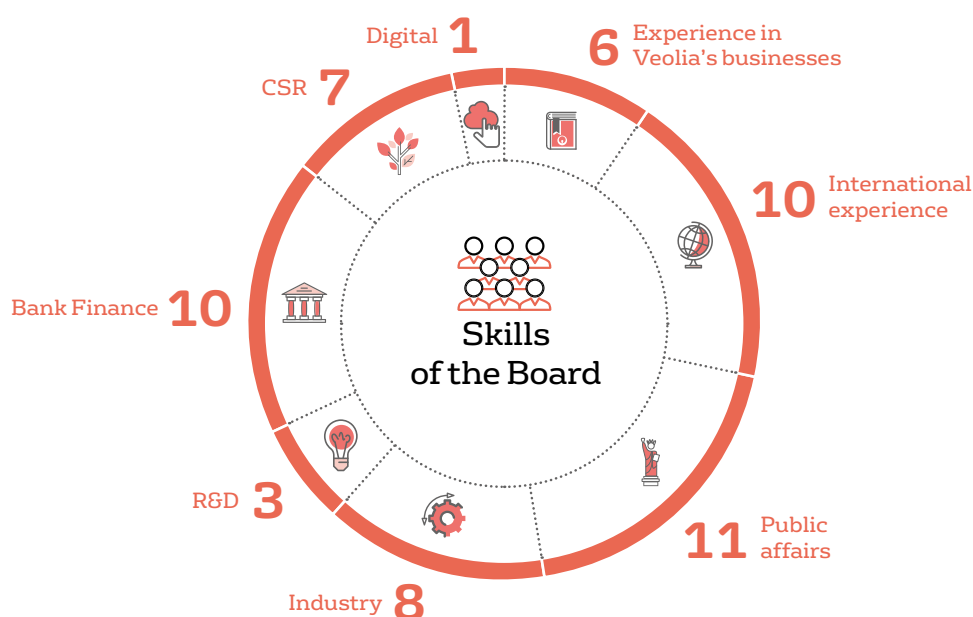 Digital 1
6 Experience in
Veolia's businesses
CSR 7
10 International
experience
Bank Finance 10
Skills
of the Board
R&D 3
11 Public
affairs
Industry 8